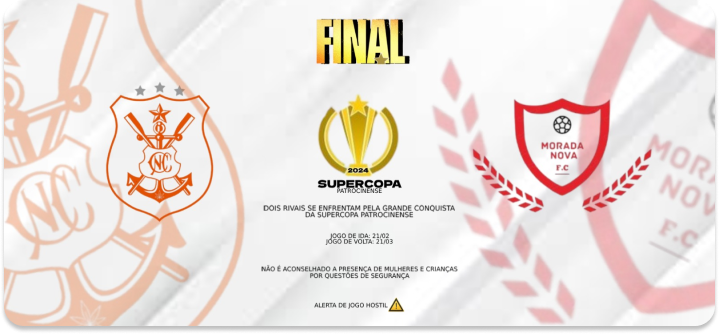 FINAL
CNC
MORADA
NOVA
F.C
2024
SUPERCOPA
PATROCINENSE
DOIS RIVAIS SE ENFRENTAM PELA GRANDE CONQUISTA
DA SUPERCOPA PATROCINENSE
JOGO DE IDA: 21/02
JOGO DE VOLTA: 21/03
NÃO É ACONSELHADO A PRESENÇA DE MULHERES E CRIANÇAS
POR QUESTÕES DE SEGURANÇA
ALERTA DE JOGO HOSTIL